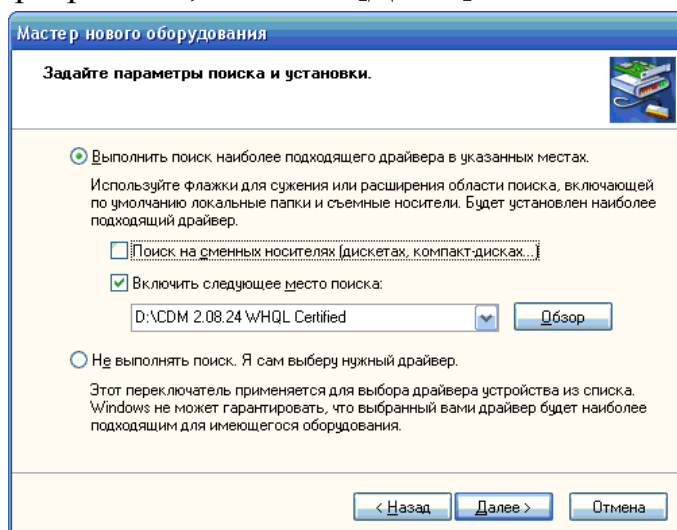 Мастер нового оборудования
Задайте параметры поиска и установки.
Выполнить поиск наиболее подходящего драйвера в указанных местах.
Используйте флажки для сужения или расширения области поиска, включающей
по умолчанию локальные папки и съемные носители. Будет установлен наиболее
подходящий драйвер.
Поиск на сменных носителях (дискетах, компакт-дисках...)
Включить следующее место поиска:
D:\CDM 2.08.24 WHQL Certified
Обзор
Не выполнять поиск. Я сам выберу нужный драйвер.
Этот переключатель применяется для выбора драйвера устройства из списка.
Windows не может гарантировать, что выбранный вами драйвер будет наиболее
подходящим для имеющегося оборудования.
< Назад Далее > Отмена